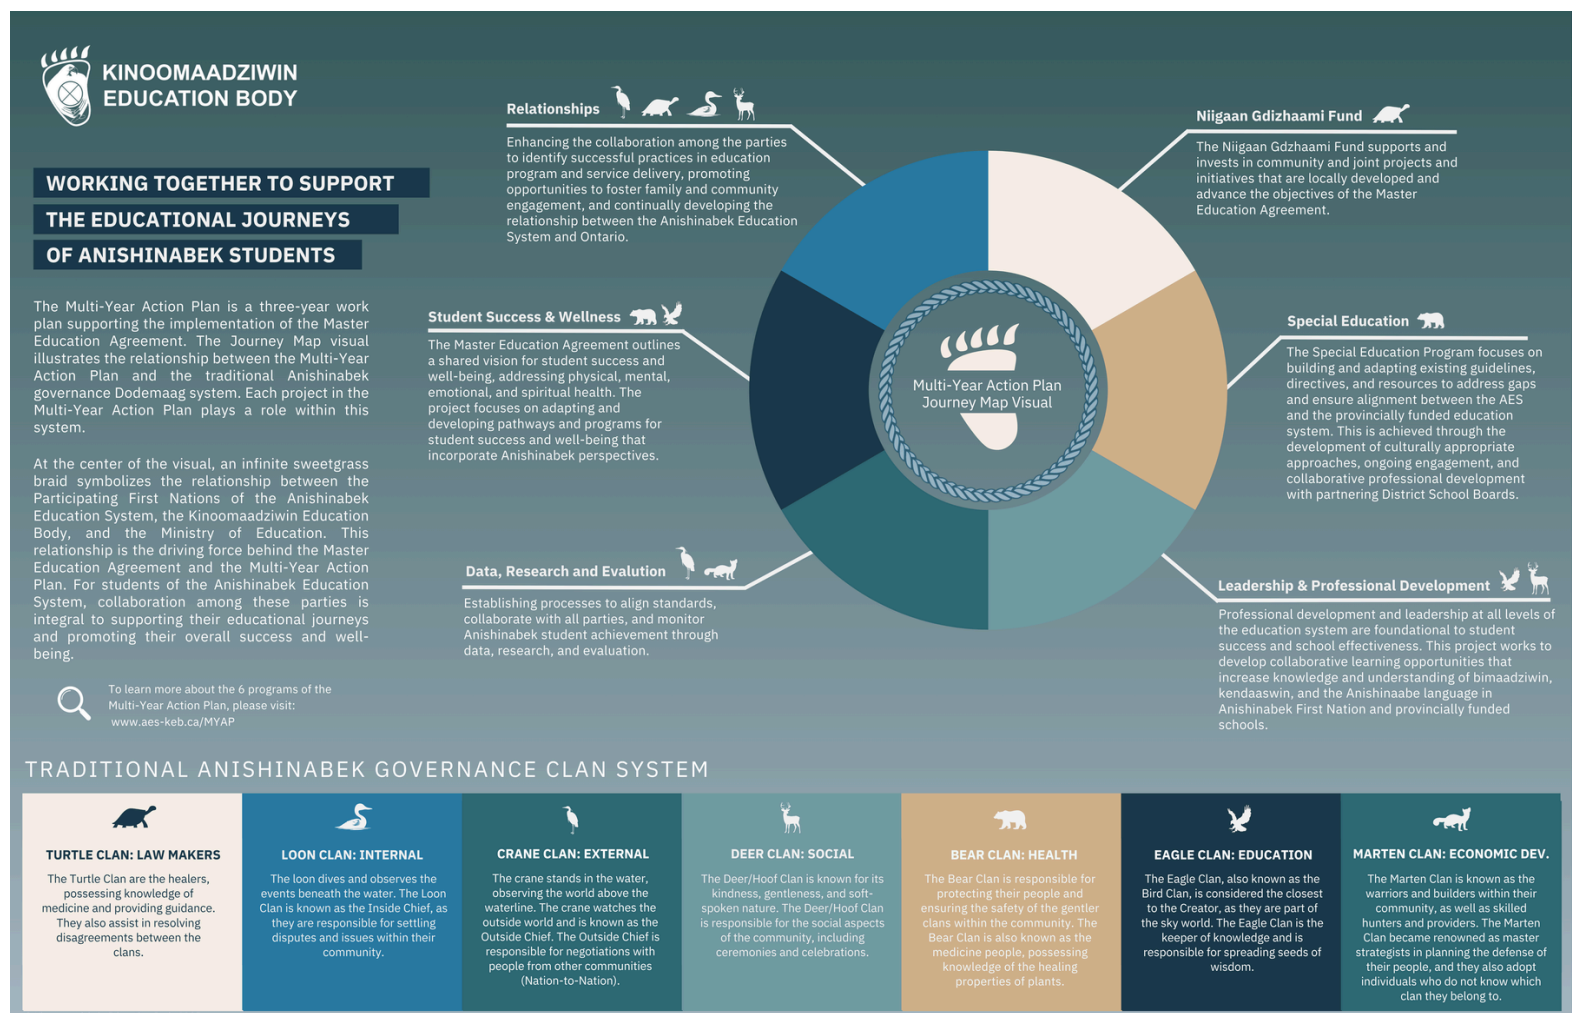 KINOOMAADZIWIN
EDUCATION BODY
WORKING TOGETHER TO SUPPORT
THE EDUCATIONAL JOURNEYS
OF ANISHINABEK STUDENTS
The Multi-Year Action Plan is a three-year work
plan supporting the implementation of the Master
Education Agreement. The Journey Map visual
illustrates the relationship between the Multi-Year
Action Plan and the traditional Anishinabek
governance Dodemaag system. Each project in the
Multi-Year Action Plan plays a role within this
system.
At the center of the visual, an infinite sweetgrass
braid symbolizes the relationship between the
Participating First Nations of the Anishinabek
Education System, the Kinoomaadziwin Education
Body, and the Ministry of Education. This
relationship is the driving force behind the Master
Education Agreement and the Multi-Year Action
Plan. For students of the Anishinabek Education
System, collaboration among these parties is
integral to supporting their educational journeys
and promoting their overall success and well-
being.
To learn more about the 6 programs of the
Multi-Year Action Plan, please visit:
www.aes-keb.ca/MYAP
Relationships
Enhancing the collaboration among the parties
to identify successful practices in education
program and service delivery, promoting
opportunities to foster family and community
engagement, and continually developing the
relationship between the Anishinabek Education
System and Ontario.
Student Success & Wellness
The Master Education Agreement outlines
a shared vision for student success and
well-being, addressing physical, mental,
emotional, and spiritual health. The
project focuses on adapting and
developing pathways and programs for
student success and well-being that
incorporate Anishinabek perspectives.
Data, Research and Evalution
Establishing processes to align standards,
collaborate with all parties, and monitor
Anishinabek student achievement through
data, research, and evaluation.
Multi-Year Action Plan
Journey Map Visual
Niigaan Gdizhaami Fund
The Niigaan Gdzhaami Fund supports and
invests in community and joint projects and
initiatives that are locally developed and
advance the objectives of the Master
Education Agreement.
Special Education
The Special Education Program focuses on
building and adapting existing guidelines,
directives, and resources to address gaps
and ensure alignment between the AES
and the provincially funded education
system. This is achieved through the
development of culturally appropriate
approaches, ongoing engagement, and
collaborative professional development
with partnering District School Boards.
Leadership & Professional Development
Professional development and leadership at all levels of
the education system are foundational to student
success and school effectiveness. This project works to
develop collaborative learning opportunities that
increase knowledge and understanding of bimaadziwin,
kendaaswin, and the Anishinaabe language in
Anishinabek First Nation and provincially funded
schools.
TRADITIONAL ANISHINABEK GOVERNANCE CLAN SYSTEM
TURTLE CLAN: LAW MAKERS
The Turtle Clan are the healers,
possessing knowledge of
medicine and providing guidance.
They also assist in resolving
disagreements between the
clans.
LOON CLAN: INTERNAL
The loon dives and observes the
events beneath the water. The Loon
Clan is known as the Inside Chief, as
they are responsible for settling
disputes and issues within their
community.
CRANE CLAN: EXTERNAL
The crane stands in the water,
observing the world above the
waterline. The crane watches the
outside world and is known as the
Outside Chief. The Outside Chief is
responsible for negotiations with
people from other communities
(Nation-to-Nation).
DEER CLAN: SOCIAL
The Deer/Hoof Clan is known for its
kindness, gentleness, and soft-
spoken nature. The Deer/Hoof Clan
is responsible for the social aspects
of the community, including
ceremonies and celebrations.
BEAR CLAN: HEALTH
The Bear Clan is responsible for
protecting their people and
ensuring the safety of the gentler
clans within the community. The
Bear Clan is also known as the
medicine people, possessing
knowledge of the healing
properties of plants.
EAGLE CLAN: EDUCATION
The Eagle Clan, also known as the
Bird Clan, is considered the closest
to the Creator, as they are part of
the sky world. The Eagle Clan is the
keeper of knowledge and is
responsible for spreading seeds of
wisdom.
MARTEN CLAN: ECONOMIC DEV.
The Marten Clan is known as the
warriors and builders within their
community, as well as skilled
hunters and providers. The Marten
Clan became renowned as master
strategists in planning the defense of
their people, and they also adopt
individuals who do not know which
clan they belong to.